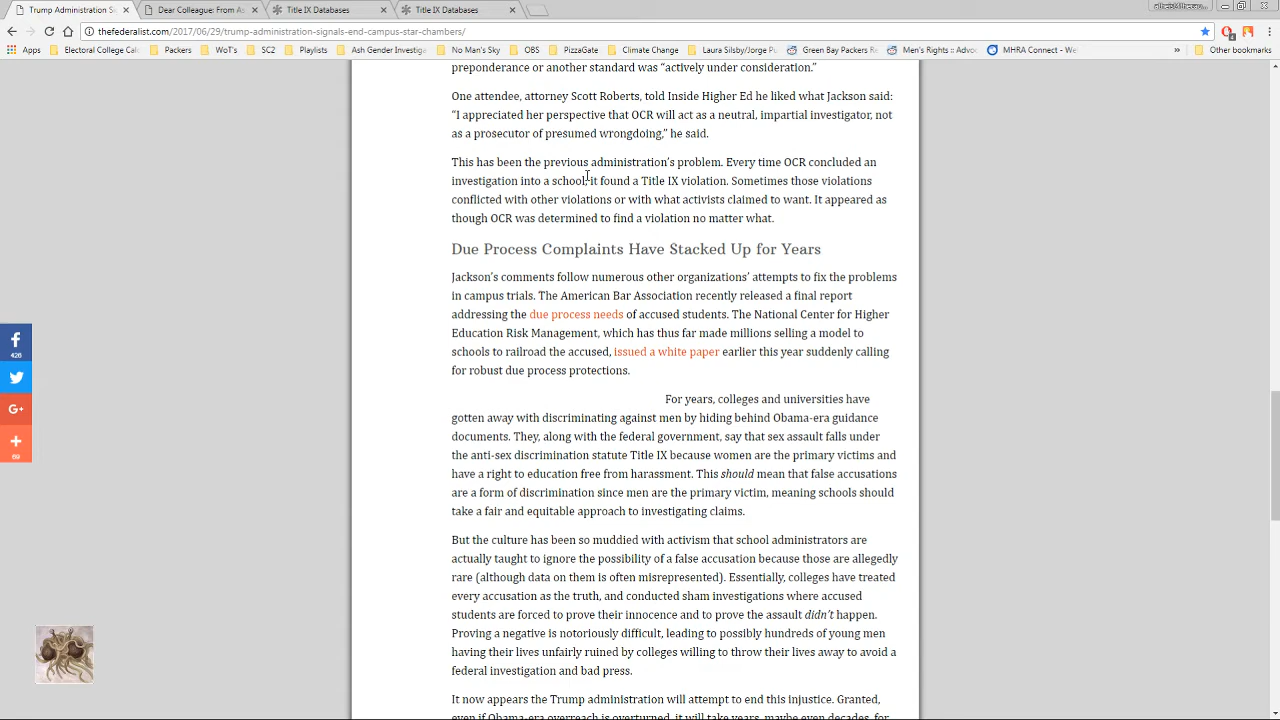 Trump Administration Si
Dear Colleague: From As
Title IX Databases
Title IX Databases
thefederalist.com/2017/06/29/trump-administration-signals-end-campus-star-chambers/
Apps Electoral College Cal Packers WoT's SC2 Playlists Ash Gender Investiga No Man's Sky OBS PizzaGate Climate Change Laura Silsby/Jorge Pu Green Bay Packers R Men's Rights :: Advo MHRA Connect - We » Other bookmarks
preponderance or another standard was “actively under consideration.”
One attendee, attorney Scott Roberts, told Inside Higher Ed he liked what Jackson said:
“I appreciated her perspective that OCR will act as a neutral, impartial investigator, not
as a prosecutor of presumed wrongdoing,” he said.
This has been the previous administration’s problem. Every time OCR concluded an
investigation into a school, it found a Title IX violation. Sometimes those violations
conflicted with other violations or with what activists claimed to want. It appeared as
though OCR was determined to find a violation no matter what.
Due Process Complaints Have Stacked Up for Years
Jackson’s comments follow numerous other organizations’ attempts to fix the problems
in campus trials. The American Bar Association recently released a final report
addressing the due process needs of accused students. The National Center for Higher
Education Risk Management, which has thus far made millions selling a model to
schools to railroad the accused, issued a white paper earlier this year suddenly calling
for robust due process protections.
For years, colleges and universities have
gotten away with discriminating against men by hiding behind Obama-era guidance
documents. They, along with the federal government, say that sex assault falls under
the anti-sex discrimination statute Title IX because women are the primary victims and
have a right to education free from harassment. This should mean that false accusations
are a form of discrimination since men are the primary victim, meaning schools should
take a fair and equitable approach to investigating claims.
But the culture has been so muddied with activism that school administrators are
actually taught to ignore the possibility of a false accusation because those are allegedly
rare (although data on them is often misrepresented). Essentially, colleges have treated
every accusation as the truth, and conducted sham investigations where accused
students are forced to prove their innocence and to prove the assault didn’t happen.
Proving a negative is notoriously difficult, leading to possibly hundreds of young men
having their lives unfairly ruined by colleges willing to throw their lives away to avoid a
federal investigation and bad press.
It now appears the Trump administration will attempt to end this injustice. Granted,
even if Obama-era overreach is overturned, it will take years, maybe even decades, for
426
G+
69